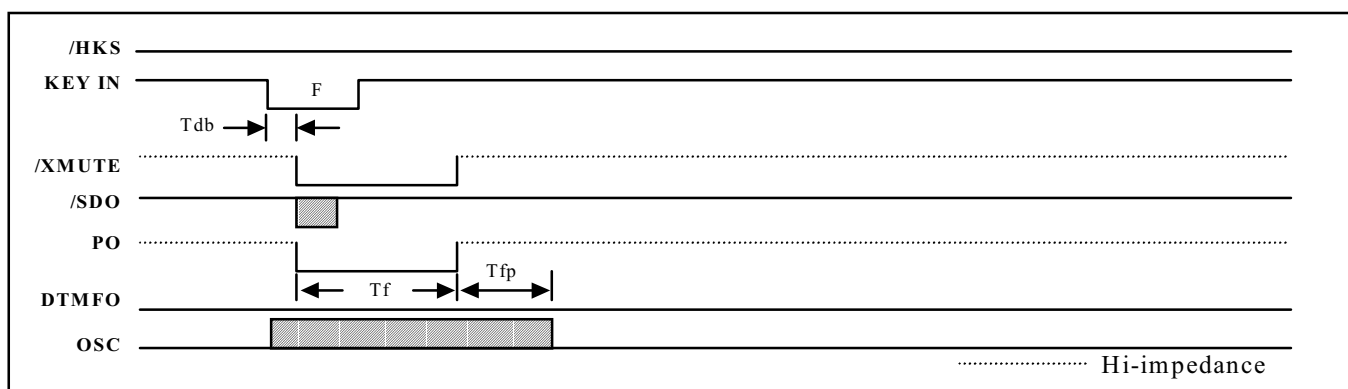 /HKS
KEY IN
F
Tdb
/XMUTE
/SDO
PO
Tf
Tfp
DTMFO
OSC
Hi-impedance